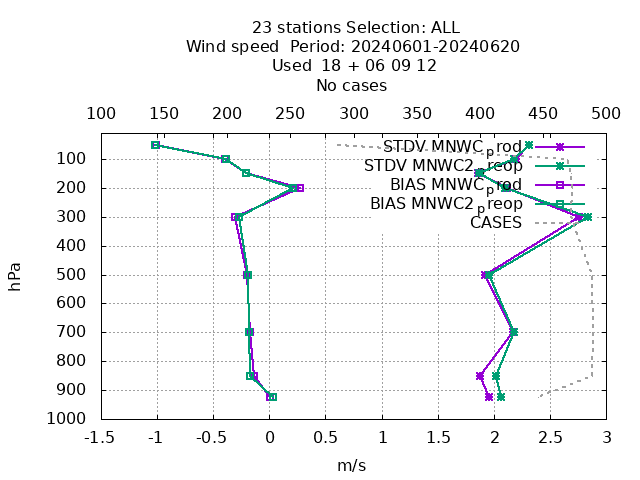 23 stations Selection: ALL
Wind speed  Period: 20240601-20240620
Used  18 + 06 09 12
No cases
100 150 200 250 300 350 400 450 500
STDV MNWC_prod
STDV MNWC2_preop
BIAS MNWC_prod
BIAS MNWC2_preop
CASES
100
200
300
400
500
600
700
800
900
1000
hPa
-1.5 -1 -0.5 0 0.5 1 1.5 2 2.5 3
m/s